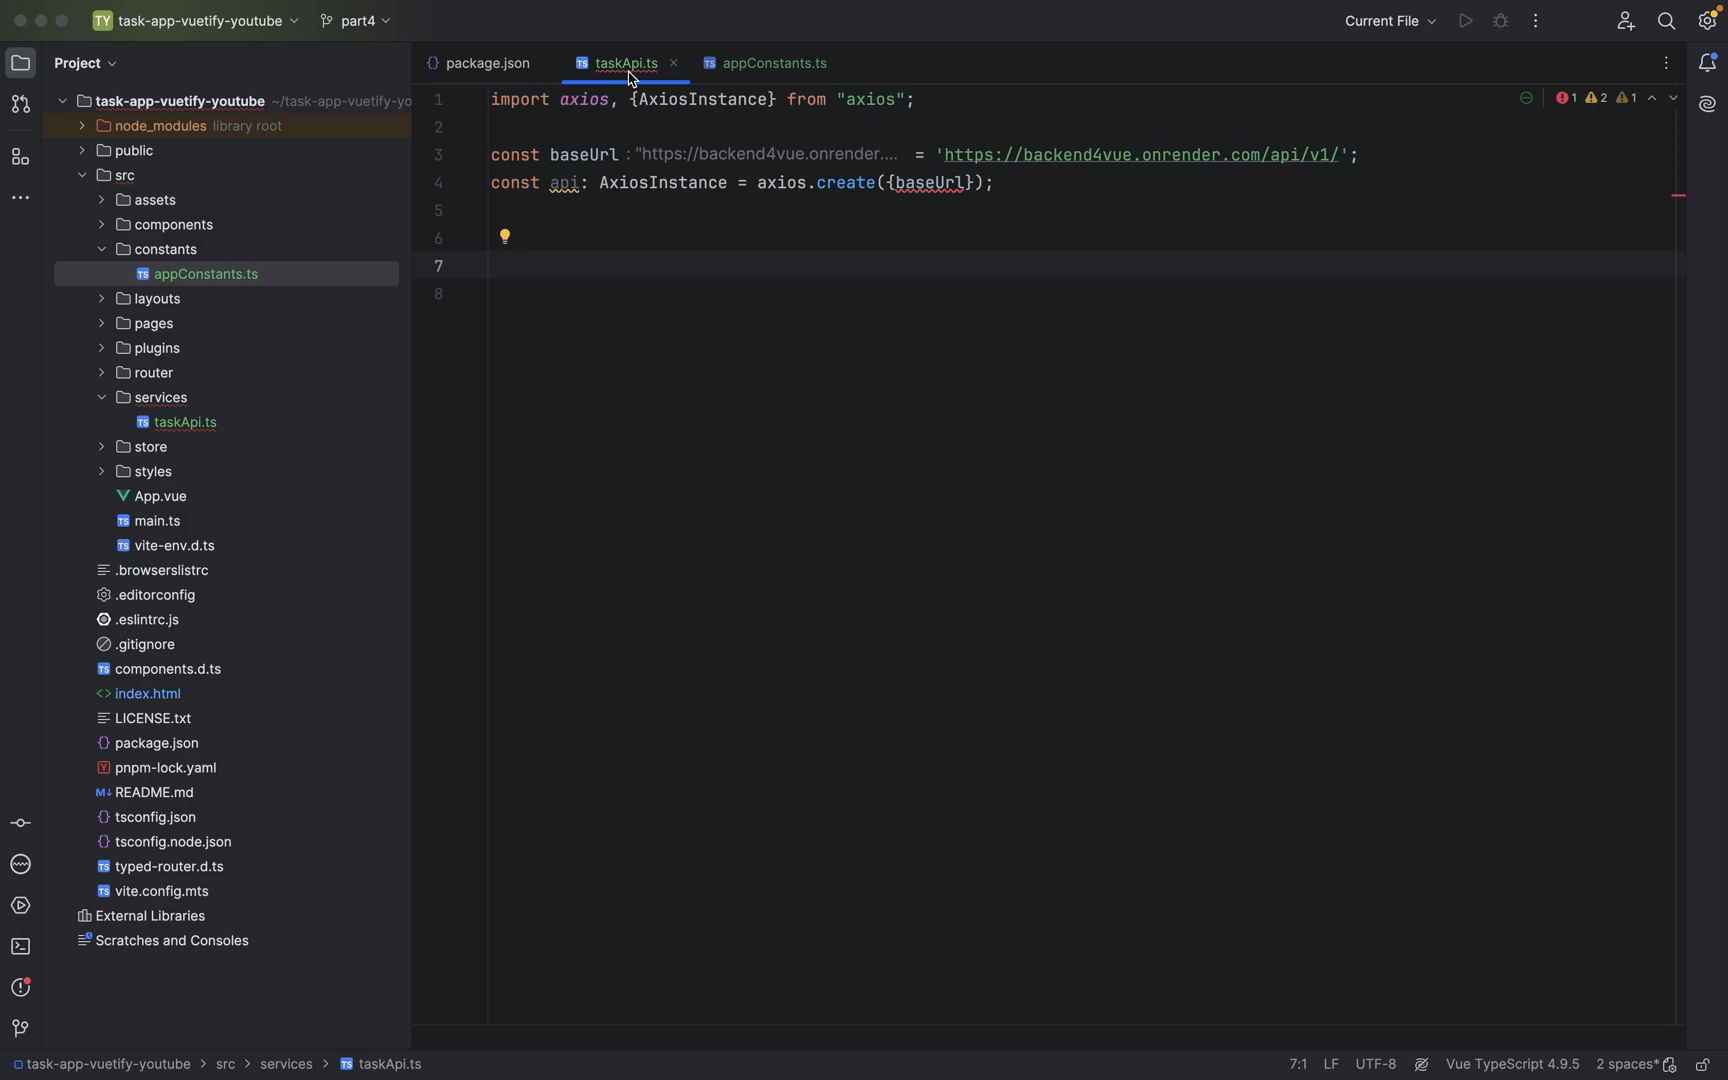 TY task-app-vuetify-youtube part4 Current File
Project
package.json taskApi.ts appConstants.ts
task-app-vuetify-youtube ~/task-app-vuetify-yo
node_modules library root
public
src
assets
components
constants
appConstants.ts
layouts
pages
plugins
router
services
taskApi.ts
store
styles
App.vue
main.ts
vite-env.d.ts
.browserslistrc
.editorconfig
.eslintrc.js
.gitignore
components.d.ts
index.html
LICENSE.txt
package.json
pnpm-lock.yaml
README.md
tsconfig.json
tsconfig.node.json
typed-router.d.ts
vite.config.mts
External Libraries
Scratches and Consoles
1 import axios, {AxiosInstance} from "axios"; 1 2 1
2
3 const baseUrl : "https://backend4vue.onrender.... = 'https://backend4vue.onrender.com/api/v1/';
4 const api: AxiosInstance = axios.create({baseUrl});
5
6
7
8
task-app-vuetify-youtube > src > services > taskApi.ts 7:1 LF UTF-8 Vue TypeScript 4.9.5 2 spaces*